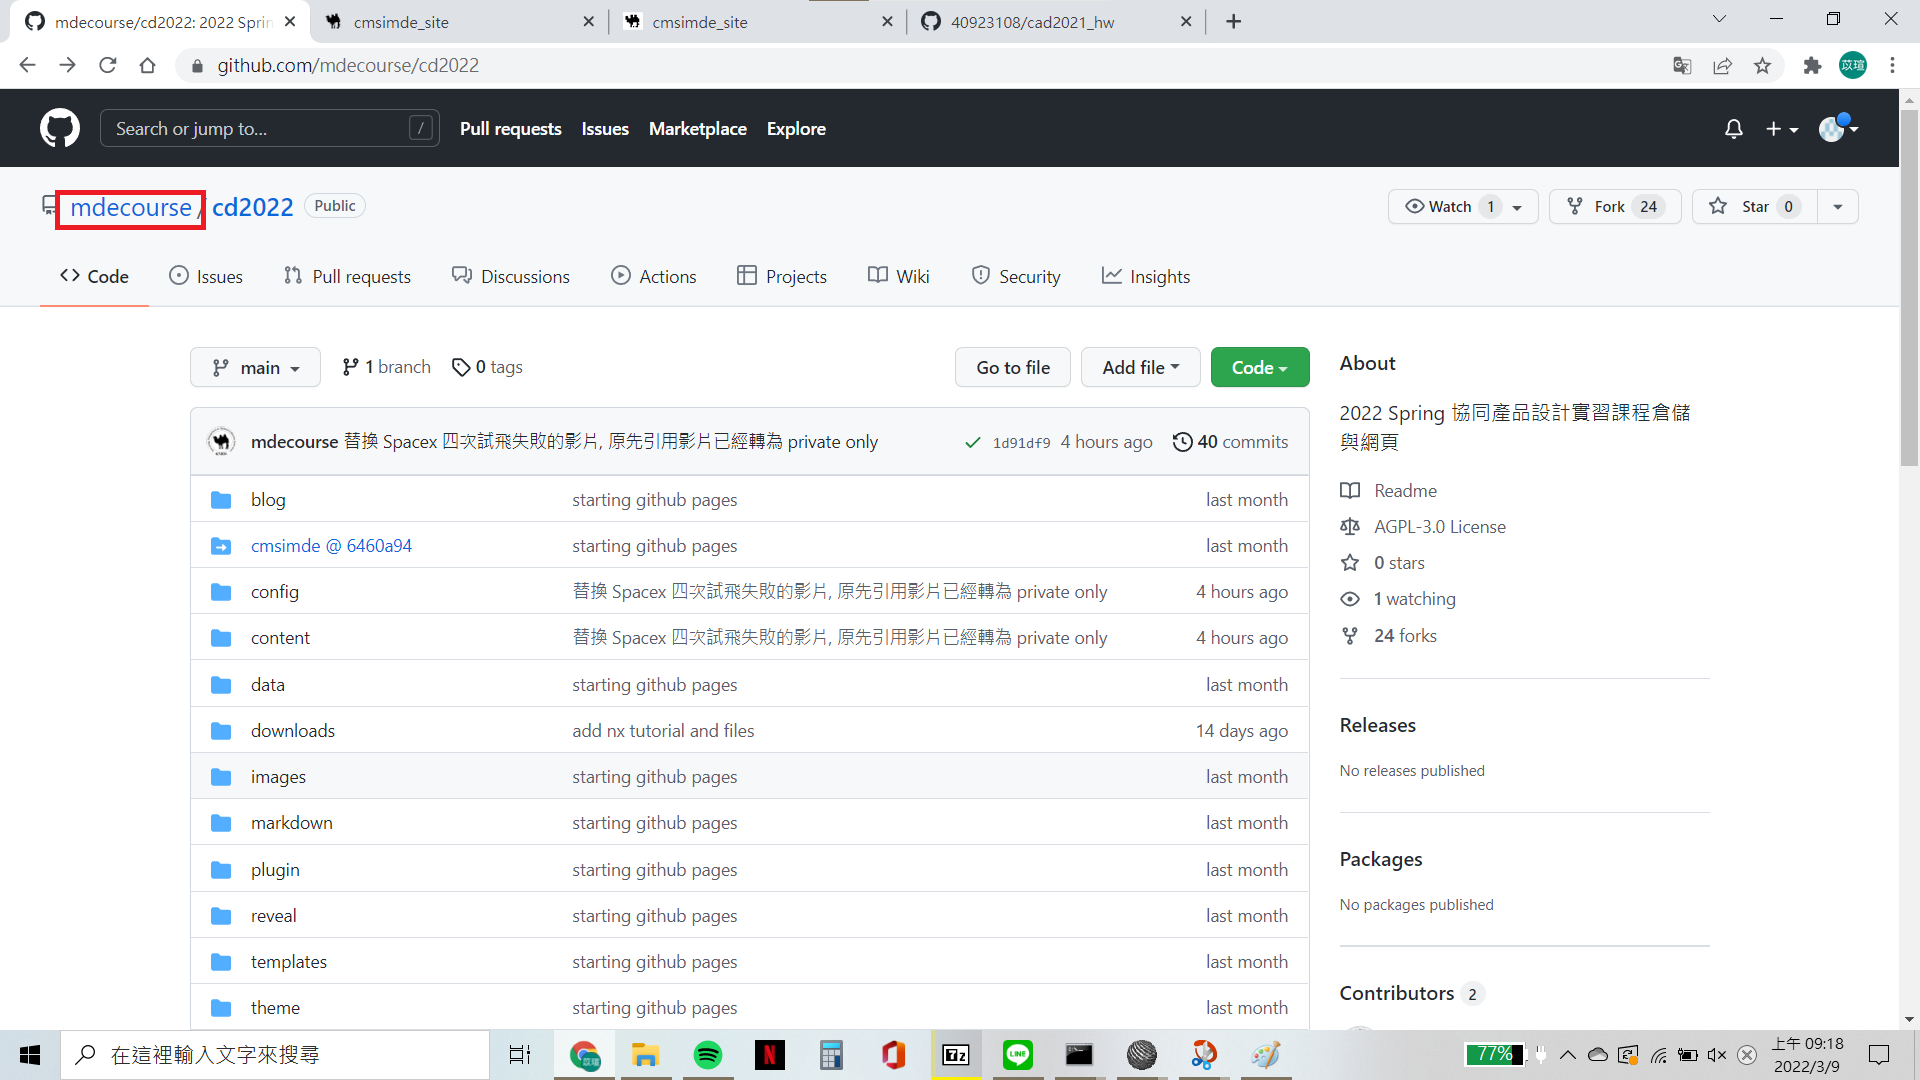 mdecourse/cd2022: 2022 Sprin
cmsimde_site
cmsimde_site
40923108/cad2021_hw
github.com/mdecourse/cd2022
苡瑄
Search or jump to...
/
Pull requests
Issues
Marketplace
Explore
mdecourse / cd2022
Public
Watch 1
Fork 24
Star 0
Code
Issues
Pull requests
Discussions
Actions
Projects
Wiki
Security
Insights
main
1 branch
0 tags
Go to file
Add file
Code
mdecourse 替換 Spacex 四次試飛失敗的影片, 原先引用影片已經轉為 private only
1d91df9 4 hours ago
40 commits
blog starting github pages last month
cmsimde @ 6460a94 starting github pages last month
config 替換 Spacex 四次試飛失敗的影片, 原先引用影片已經轉為 private only 4 hours ago
content 替換 Spacex 四次試飛失敗的影片, 原先引用影片已經轉為 private only 4 hours ago
data starting github pages last month
downloads add nx tutorial and files 14 days ago
images starting github pages last month
markdown starting github pages last month
plugin starting github pages last month
reveal starting github pages last month
templates starting github pages last month
theme starting github pages last month
About
2022 Spring 協同產品設計實習課程倉儲
與網頁
Readme
AGPL-3.0 License
0 stars
1 watching
24 forks
Releases
No releases published
Packages
No packages published
Contributors 2
在這裡輸入文字來搜尋
77%
上午 09:18
2022/3/9